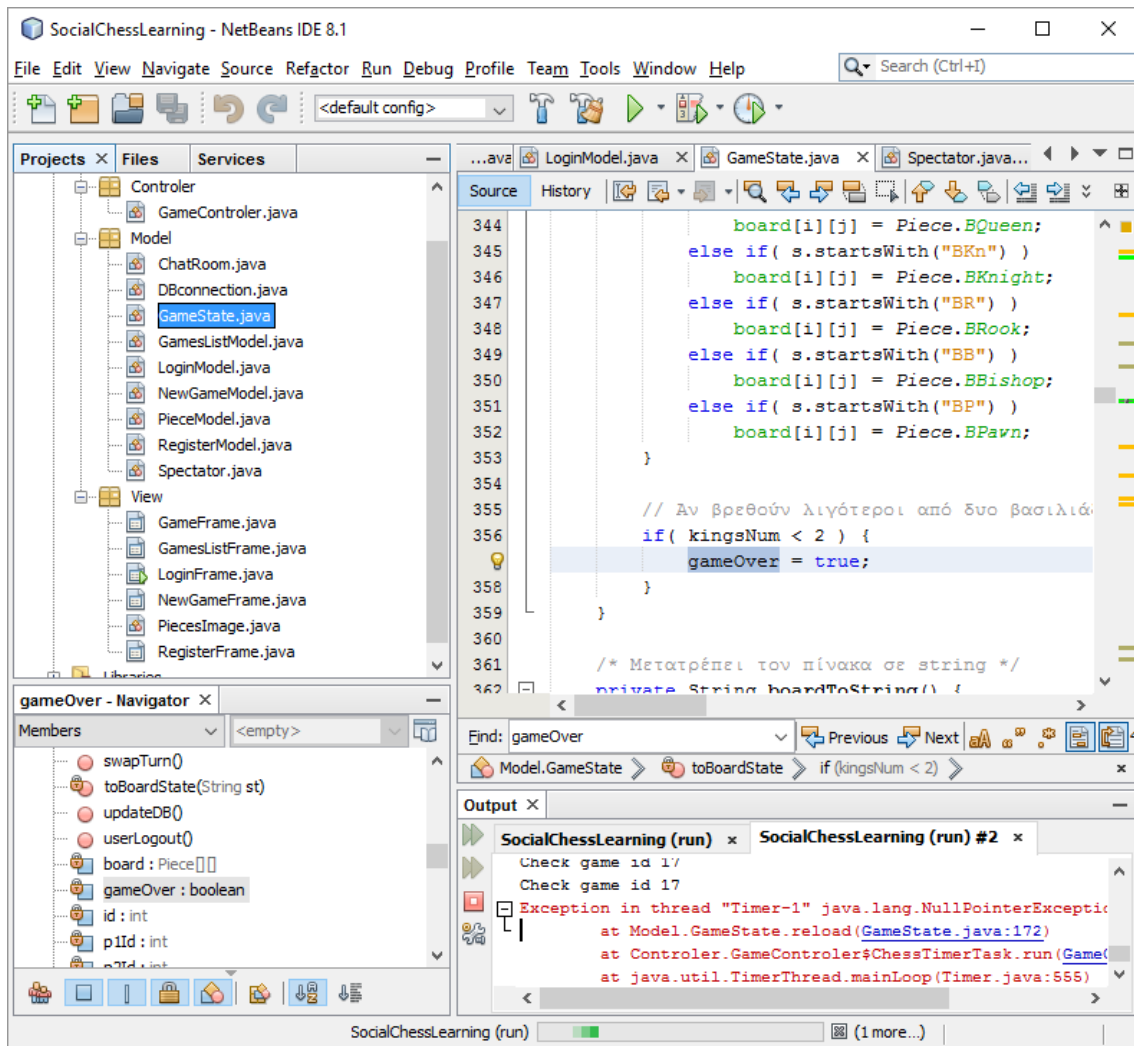 SocialChessLearning - NetBeans IDE 8.1
File Edit View Navigate Source Refactor Run Debug Profile Team Tools Window Help
Search (Ctrl+I)
<default config>
Projects Files Services
Controler
GameControler.java
Model
ChatRoom.java
DBconnection.java
GameState.java
GamesListModel.java
LoginModel.java
NewGameModel.java
PieceModel.java
RegisterModel.java
Spectator.java
View
GameFrame.java
GamesListFrame.java
LoginFrame.java
NewGameFrame.java
PiecesImage.java
RegisterFrame.java
Libraries
...ava LoginModel.java GameState.java Spectator.java...
Source History
344 board[i][j] = Piece.BQueen;
345 else if( s.startsWith("BKn") )
346 board[i][j] = Piece.BKnight;
347 else if( s.startsWith("BR") )
348 board[i][j] = Piece.BRook;
349 else if( s.startsWith("BB") )
350 board[i][j] = Piece.BBishop;
351 else if( s.startsWith("BP") )
352 board[i][j] = Piece.BPawn;
353 }
354
355 // Αν βρεθούν λιγότεροι από δυο βασιλιά
356 if( kingsNum < 2 ) {
gameOver = true;
358 }
359 }
360
361 /* Μετατρέπει τον πίνακα σε string */
362 private String boardToString() {
Find: gameOver Previous Next
Model.GameState toBoardState if (kingsNum < 2)
gameOver - Navigator
Members <empty>
swapTurn()
toBoardState(String st)
updateDB()
userLogout()
board : Piece[][]
gameOver : boolean
id : int
p1Id : int
p2Id : int
Output
SocialChessLearning (run) SocialChessLearning (run) #2
Check game id 17
Check game id 17
Exception in thread "Timer-1" java.lang.NullPointerExceptio
at Model.GameState.reload(GameState.java:172)
at Controler.GameControler$ChessTimerTask.run(Game
at java.util.TimerThread.mainLoop(Timer.java:555)
SocialChessLearning (run) (1 more...)